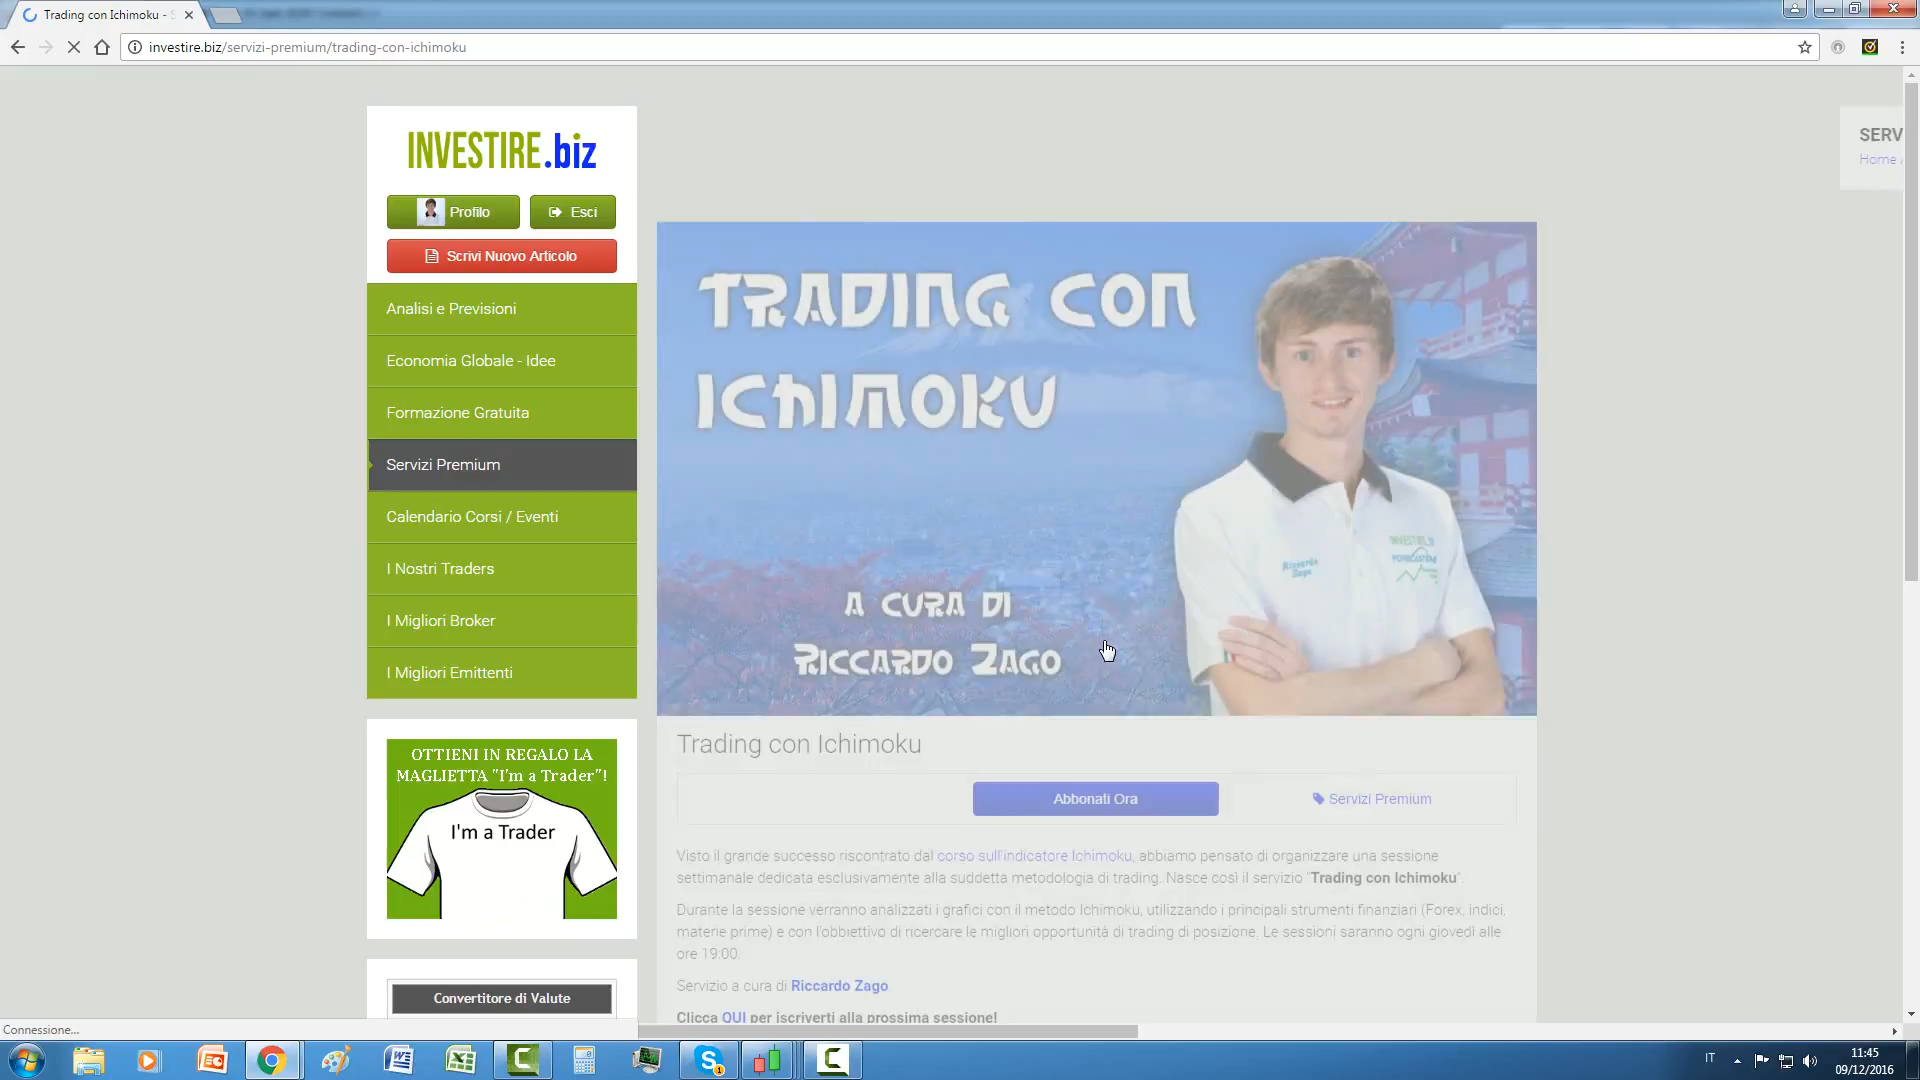 Trading con Ichimoku - S
investire.biz/servizi-premium/trading-con-ichimoku
INVESTIRE.biz
Profilo
Esci
Scrivi Nuovo Articolo
Analisi e Previsioni
Economia Globale - Idee
Formazione Gratuita
Servizi Premium
Calendario Corsi / Eventi
I Nostri Traders
I Migliori Broker
I Migliori Emittenti
OTTIENI IN REGALO LA
MAGLIETTA "I'm a Trader"!
I'm a Trader
Convertitore di Valute
SERV
Home /
TRADING CON
ICHIMOKU
A CURA DI
RICCARDO ZAGO
Riccardo
Zago
INVESTIRE.biz
Trading con Ichimoku
Abbonati Ora
Servizi Premium
Visto il grande successo riscontrato dal corso sull'indicatore Ichimoku, abbiamo pensato di organizzare una sessione
settimanale dedicata esclusivamente alla suddetta metodologia di trading. Nasce così il servizio "Trading con Ichimoku".
Durante la sessione verranno analizzati i grafici con il metodo Ichimoku, utilizzando i principali strumenti finanziari (Forex, indici,
materie prime) e con l'obbiettivo di ricercare le migliori opportunità di trading di posizione. Le sessioni saranno ogni giovedì alle
ore 19:00.
Servizio a cura di Riccardo Zago
Clicca QUI per iscriverti alla prossima sessione!
Connessione...
IT
11:45
09/12/2016